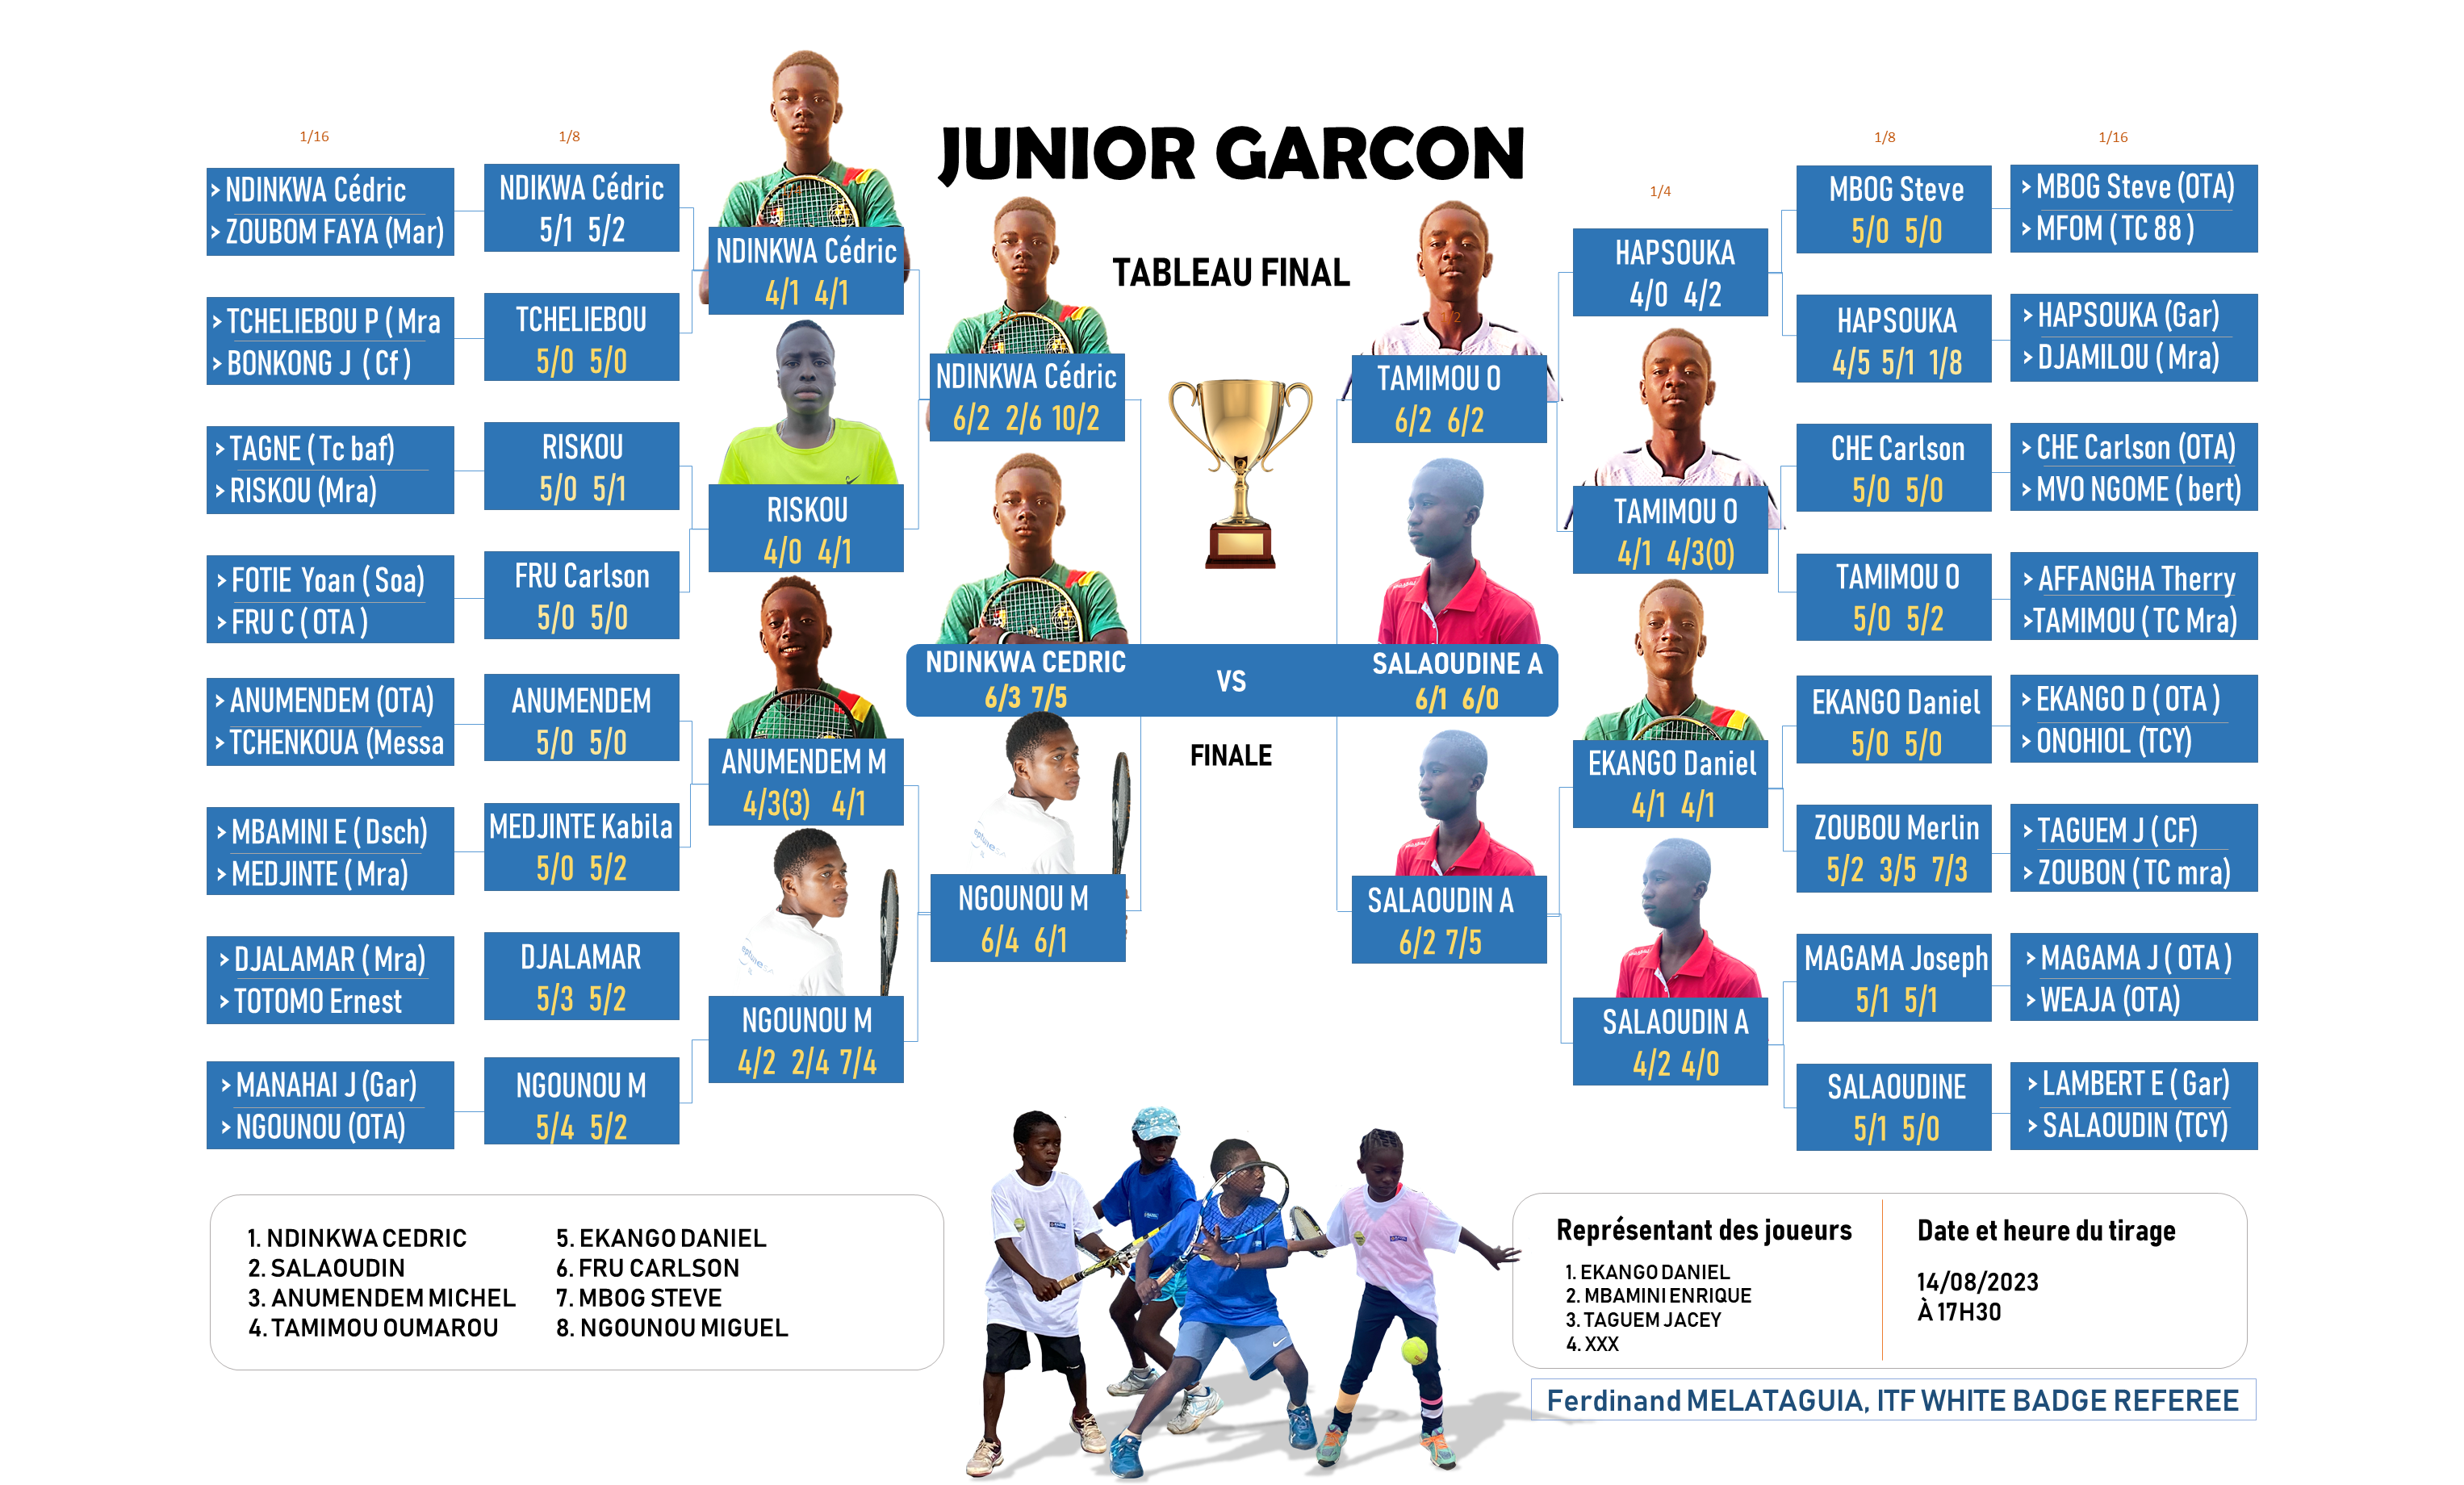 JUNIOR GARCON
TABLEAU FINAL
1/16
> NDINKWA Cédric
> ZOUBOM FAYA (Mar)
> TCHELIEBOU P ( Mra
> BONKONG J ( Cf )
> TAGNE ( Tc baf)
> RISKOU (Mra)
> FOTIE Yoan ( Soa)
> FRU C ( OTA )
> ANUMENDEM (OTA)
> TCHENKOUA (Messa
> MBAMINI E ( Dsch)
> MEDJINTE ( Mra)
> DJALAMAR ( Mra)
> TOTOMO Ernest
> MANAHAI J (Gar)
> NGOUNOU (OTA)
1/8
NDIKWA Cédric
5/1 5/2
TCHELIEBOU
5/0 5/0
RISKOU
5/0 5/1
FRU Carlson
5/0 5/0
ANUMENDEM
5/0 5/0
MEDJINTE Kabila
5/0 5/2
DJALAMAR
5/3 5/2
NGOUNOU M
5/4 5/2
NDINKWA Cédric
4/1 4/1
RISKOU
4/0 4/1
ANUMENDEM M
4/3(3) 4/1
NGOUNOU M
4/2 2/4 7/4
NDINKWA Cédric
6/2 2/6 10/2
NGOUNOU M
6/4 6/1
NDINKWA CEDRIC
6/3 7/5
VS
SALAOUDINE A
6/1 6/0
FINALE
TAMIMOU O
6/2 6/2
SALAOUDIN A
6/2 7/5
1/4
HAPSOUKA
4/0 4/2
TAMIMOU O
4/1 4/3(0)
EKANGO Daniel
4/1 4/1
SALAOUDIN A
4/2 4/0
1/8
MBOG Steve
5/0 5/0
HAPSOUKA
4/5 5/1 1/8
CHE Carlson
5/0 5/0
TAMIMOU O
5/0 5/2
EKANGO Daniel
5/0 5/0
ZOUBOU Merlin
5/2 3/5 7/3
MAGAMA Joseph
5/1 5/1
SALAOUDINE
5/1 5/0
1/16
> MBOG Steve (OTA)
> MFOM ( TC 88 )
> HAPSOUKA (Gar)
> DJAMILOU ( Mra)
> CHE Carlson (OTA)
> MVO NGOME ( bert)
> AFFANGHA Therry
>TAMIMOU ( TC Mra)
> EKANGO D ( OTA )
> ONOHIOL (TCY)
> TAGUEM J ( CF)
> ZOUBON ( TC mra)
> MAGAMA J ( OTA )
> WEAJA (OTA)
> LAMBERT E ( Gar)
> SALAOUDIN (TCY)
1. NDINKWA CEDRIC
2. SALAOUDIN
3. ANUMENDEM MICHEL
4. TAMIMOU OUMAROU
5. EKANGO DANIEL
6. FRU CARLSON
7. MBOG STEVE
8. NGOUNOU MIGUEL
Représentant des joueurs
1. EKANGO DANIEL
2. MBAMINI ENRIQUE
3. TAGUEM JACEY
4. XXX
Date et heure du tirage
14/08/2023
À 17H30
Ferdinand MELATAGUIA, ITF WHITE BADGE REFEREE